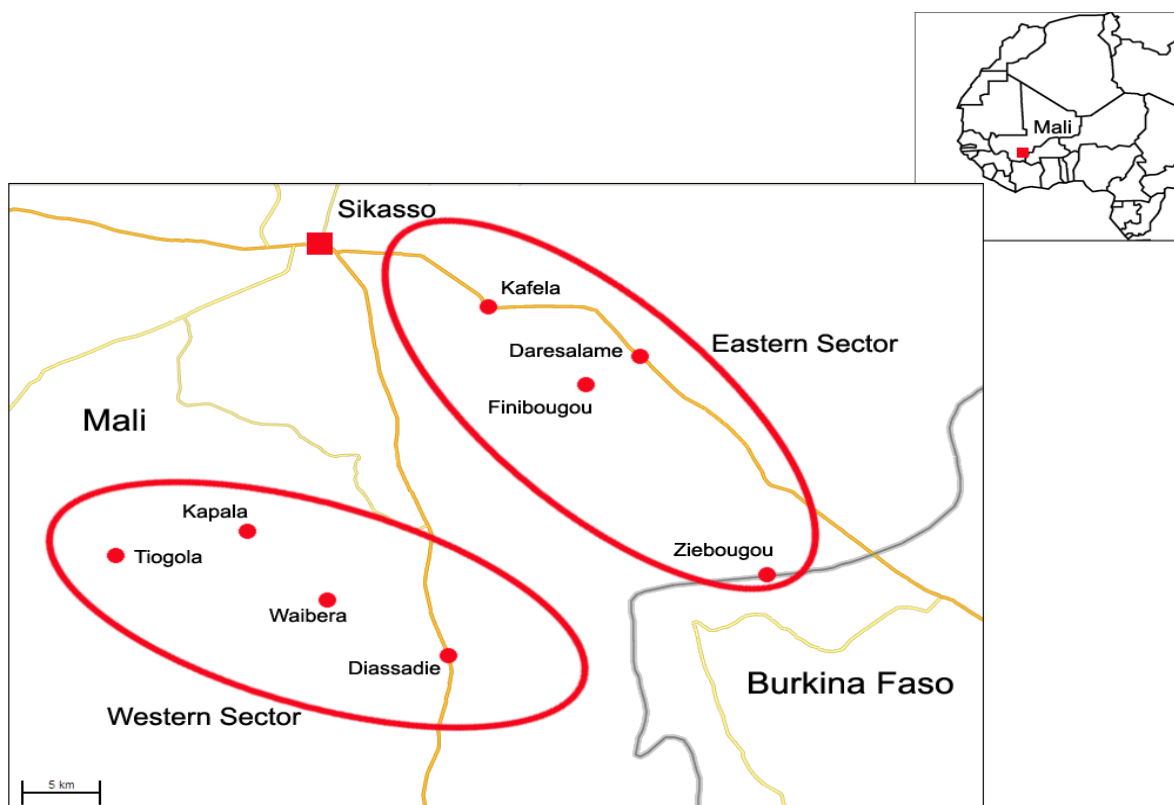 Mali
Sikasso
Kafela
Eastern Sector
Daresalame
Finibougou
Mali
Kapala
Tiogola
Ziebougou
Waibera
Diassadie
Burkina Faso
Western Sector
5 km